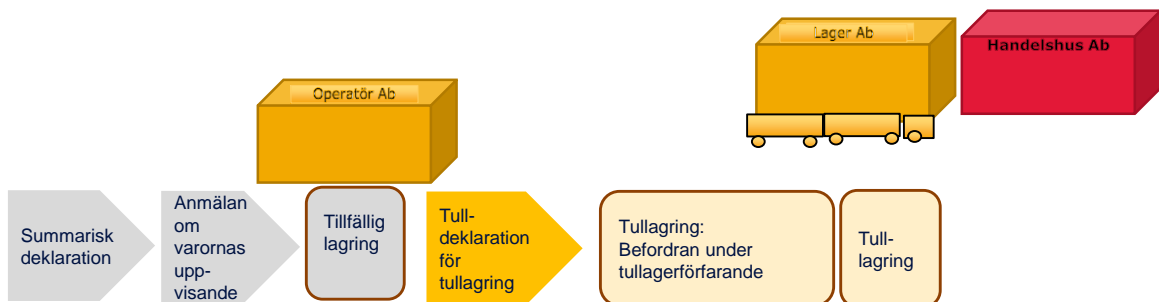 Lager Ab
Handelshus Ab
Operatör Ab
Summarisk
deklaration
Anmälan
om
varornas
upp-
visande
Tillfällig
lagring
Tull-
deklaration
för
tullagring
Tullagring:
Befordran under
tullagerförfarande
Tull-
lagring